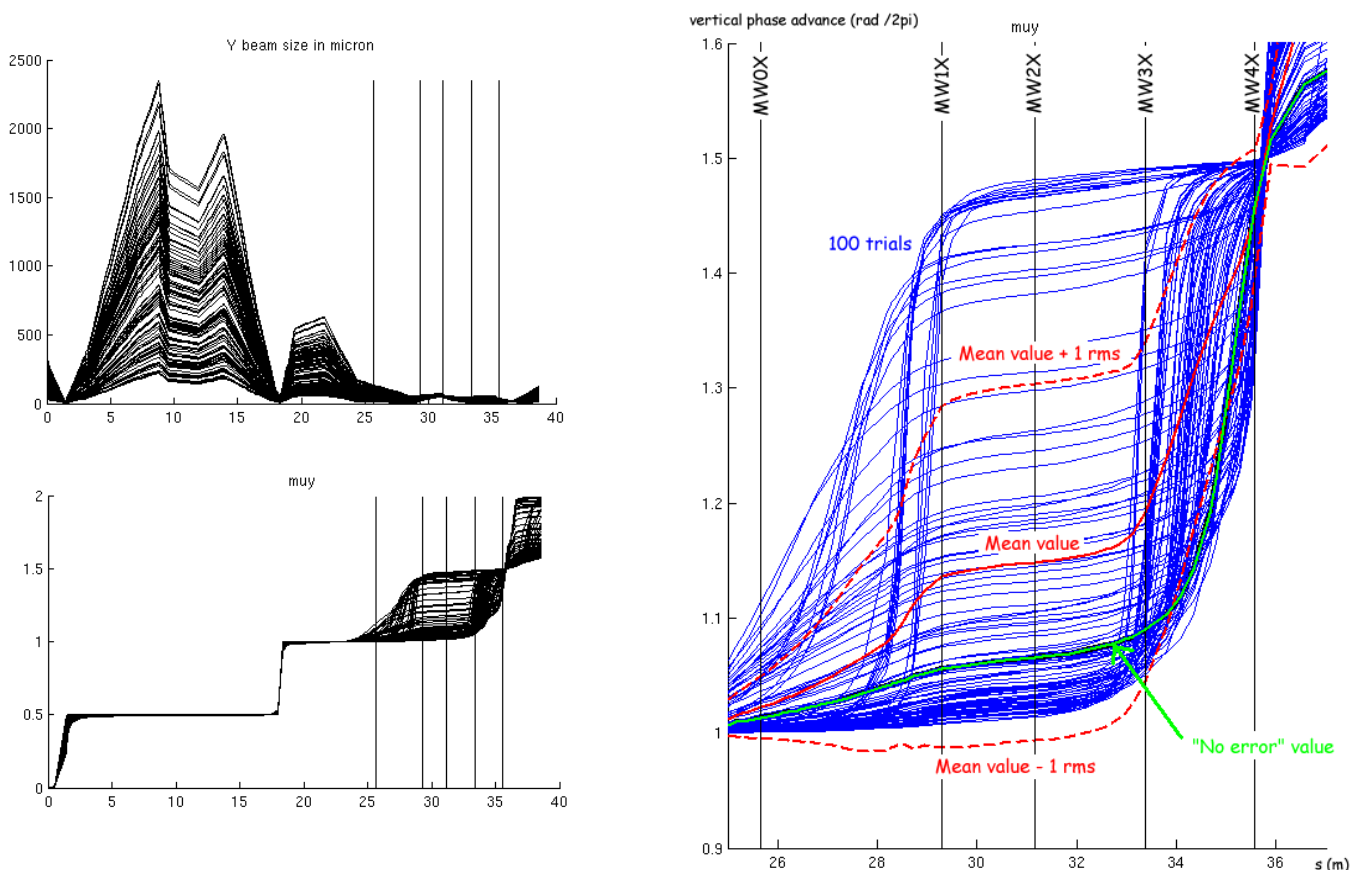 Y beam size in micron
2500
2000
1500
1000
500
0
0 5 10 15 20 25 30 35 40
muy
2
1.5
1
0.5
0
0 5 10 15 20 25 30 35 40
vertical phase advance (rad /2pi)
muy
1.6
1.5
1.4
1.3
1.2
1.1
1
0.9
MW0X
MW1X
MW2X
MW3X
MW4X
100 trials
Mean value + 1 rms
Mean value
"No error" value
Mean value - 1 rms
26 28 30 32 34 36 s (m)